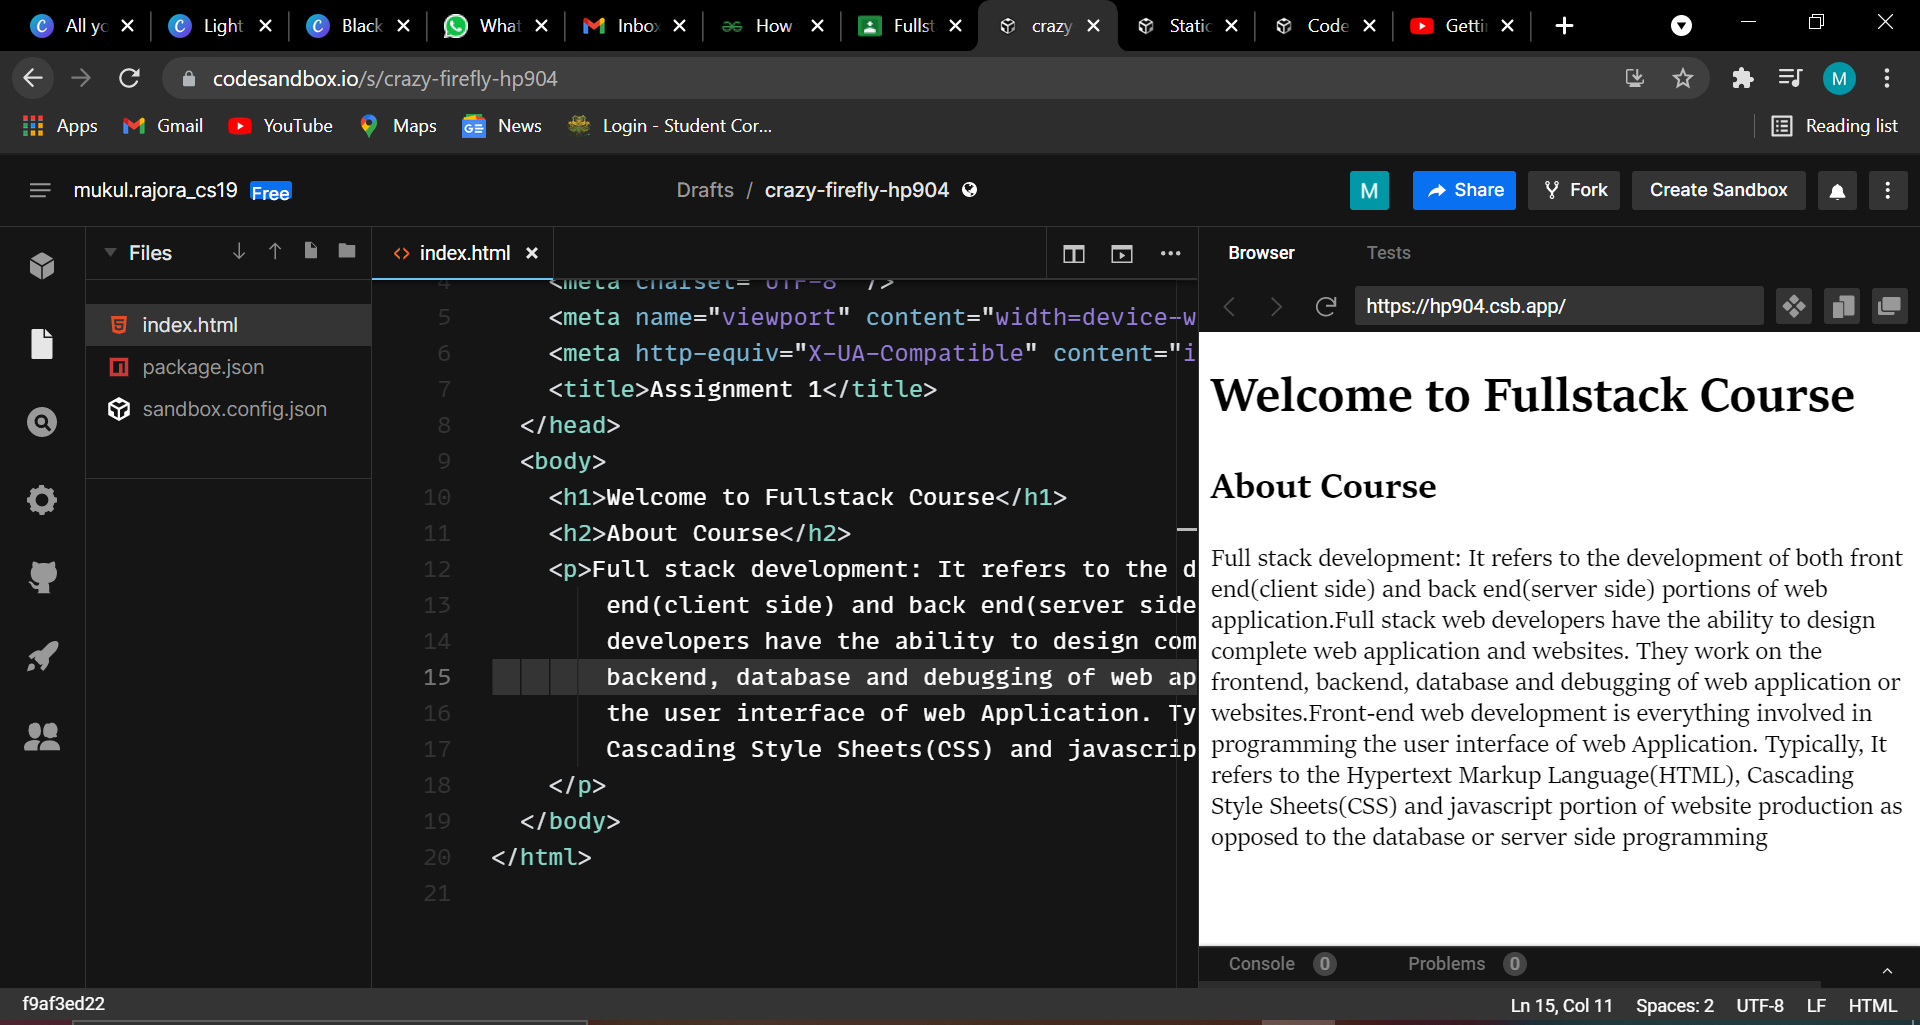 All yo
Light
Black
What
Inbox
How
Fullst
crazy
Static
Code
Gettin
codesandbox.io/s/crazy-firefly-hp904
M
Apps
Gmail
YouTube
Maps
News
Login - Student Cor...
Reading list
mukul.rajora_cs19 Free
Drafts / crazy-firefly-hp904
M
Share
Fork
Create Sandbox
Files
index.html
package.json
sandbox.config.json
index.html
4 <meta charset="UTF-8" />
5 <meta name="viewport" content="width=device-w
6 <meta http-equiv="X-UA-Compatible" content="i
7 <title>Assignment 1</title>
8 </head>
9 <body>
10 <h1>Welcome to Fullstack Course</h1>
11 <h2>About Course</h2>
12 <p>Full stack development: It refers to the d
13 end(client side) and back end(server side
14 developers have the ability to design com
15 backend, database and debugging of web ap
16 the user interface of web Application. Ty
17 Cascading Style Sheets(CSS) and javascrip
18 </p>
19 </body>
20 </html>
21
Browser
Tests
https://hp904.csb.app/
Welcome to Fullstack Course
About Course
Full stack development: It refers to the development of both front
end(client side) and back end(server side) portions of web
application.Full stack web developers have the ability to design
complete web application and websites. They work on the
frontend, backend, database and debugging of web application or
websites.Front-end web development is everything involved in
programming the user interface of web Application. Typically, It
refers to the Hypertext Markup Language(HTML), Cascading
Style Sheets(CSS) and javascript portion of website production as
opposed to the database or server side programming
Console 0
Problems 0
f9af3ed22
Ln 15, Col 11
Spaces: 2
UTF-8
LF
HTML